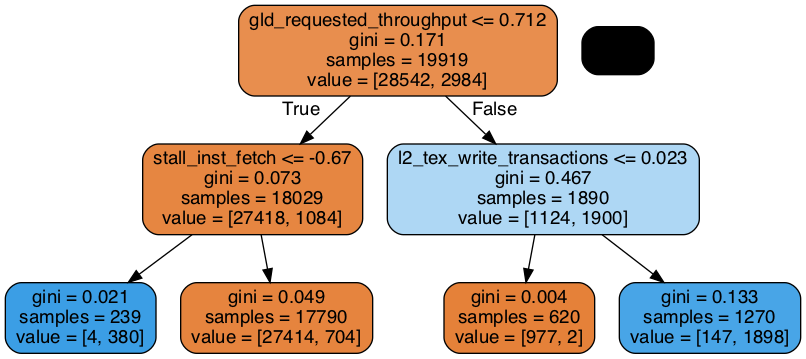 gld_requested_throughput <= 0.712
gini = 0.171
samples = 19919
value = [28542, 2984]
True
False
stall_inst_fetch <= -0.67
gini = 0.073
samples = 18029
value = [27418, 1084]
l2_tex_write_transactions <= 0.023
gini = 0.467
samples = 1890
value = [1124, 1900]
gini = 0.021
samples = 239
value = [4, 380]
gini = 0.049
samples = 17790
value = [27414, 704]
gini = 0.004
samples = 620
value = [977, 2]
gini = 0.133
samples = 1270
value = [147, 1898]